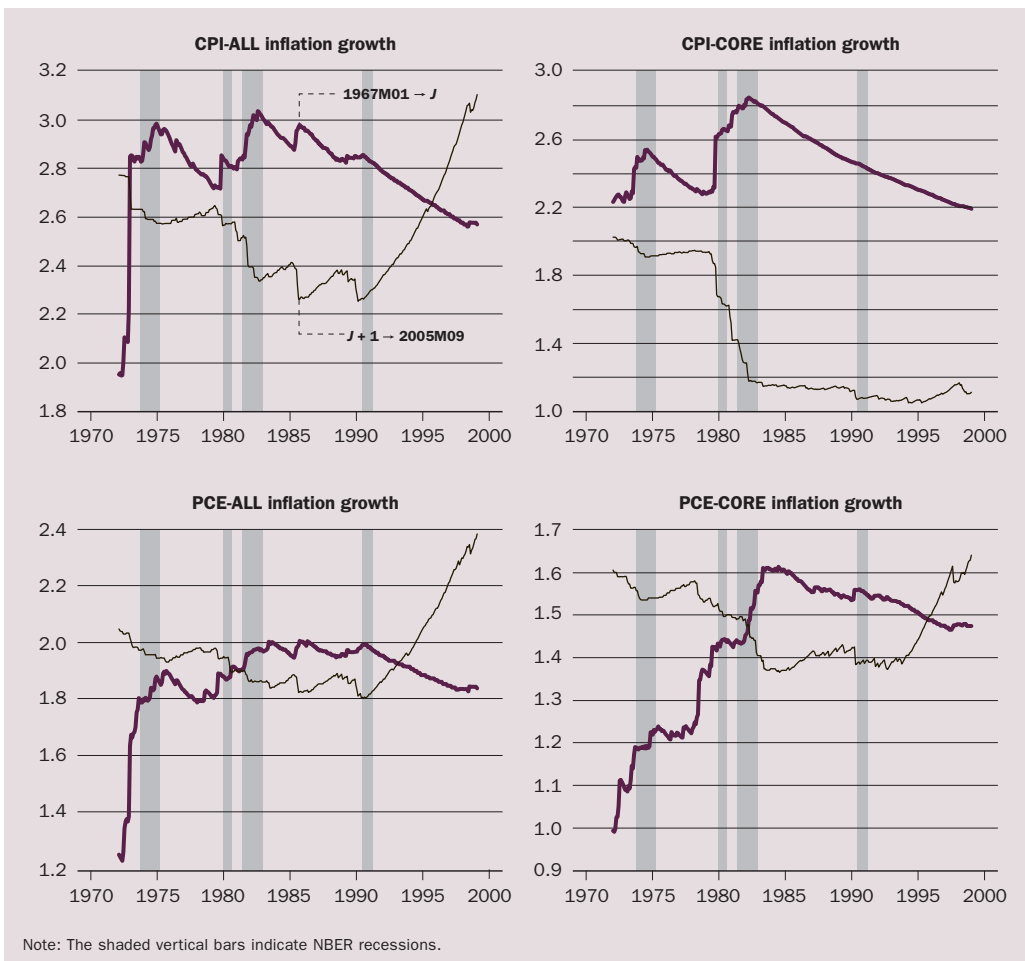 CPI-ALL inflation growth
3.2
3.0
2.8
2.6
2.4
2.2
2.0
1.8
1967M01 → J
J + 1 → 2005M09
1970 1975 1980 1985 1990 1995 2000
CPI-CORE inflation growth
3.0
2.6
2.2
1.8
1.4
1.0
1970 1975 1980 1985 1990 1995 2000
PCE-ALL inflation growth
2.4
2.2
2.0
1.8
1.6
1.4
1.2
1970 1975 1980 1985 1990 1995 2000
PCE-CORE inflation growth
1.7
1.6
1.5
1.4
1.3
1.2
1.1
1.0
0.9
1970 1975 1980 1985 1990 1995 2000
Note: The shaded vertical bars indicate NBER recessions.